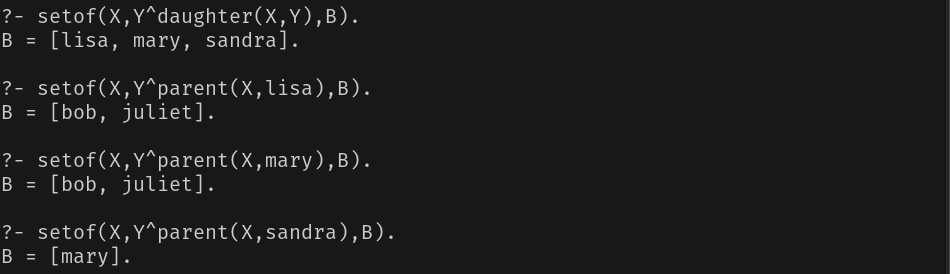 ?- setof(X,Y^daughter(X,Y),B).
B = [lisa, mary, sandra].
?- setof(X,Y^parent(X,lisa),B).
B = [bob, juliet].
?- setof(X,Y^parent(X,mary),B).
B = [bob, juliet].
?- setof(X,Y^parent(X,sandra),B).
B = [mary].